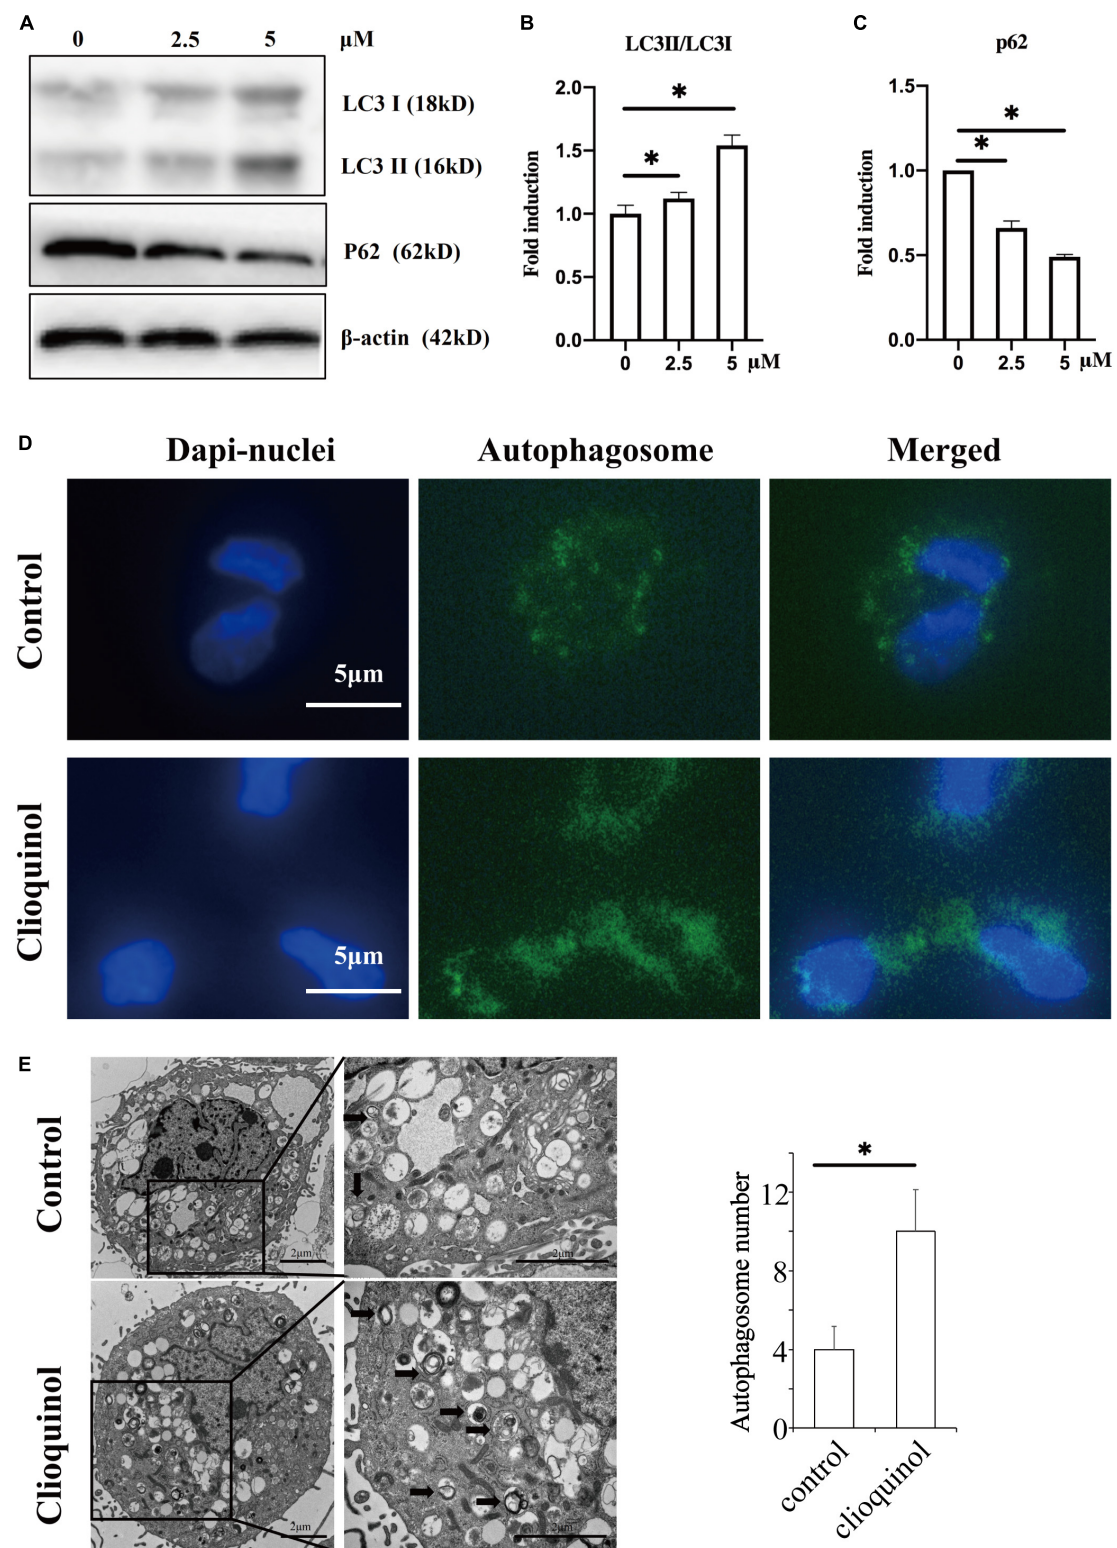 A
0 2.5 5 μM
LC3 I (18kD)
LC3 II (16kD)
P62 (62kD)
β-actin (42kD)
B
LC3II/LC3I
Fold induction
2.0
1.5
1.0
0.5
0.0
*
*
0 2.5 5 μM
C
p62
Fold induction
1.5
1.0
0.5
0.0
*
*
0 2.5 5 μM
D
Dapi-nuclei Autophagosome Merged
Control
5μm
Clioquinol
5μm
E
Control
2μm
2μm
Clioquinol
2μm
2μm
Autophagosome number
12
8
4
0
*
control
clioquinol